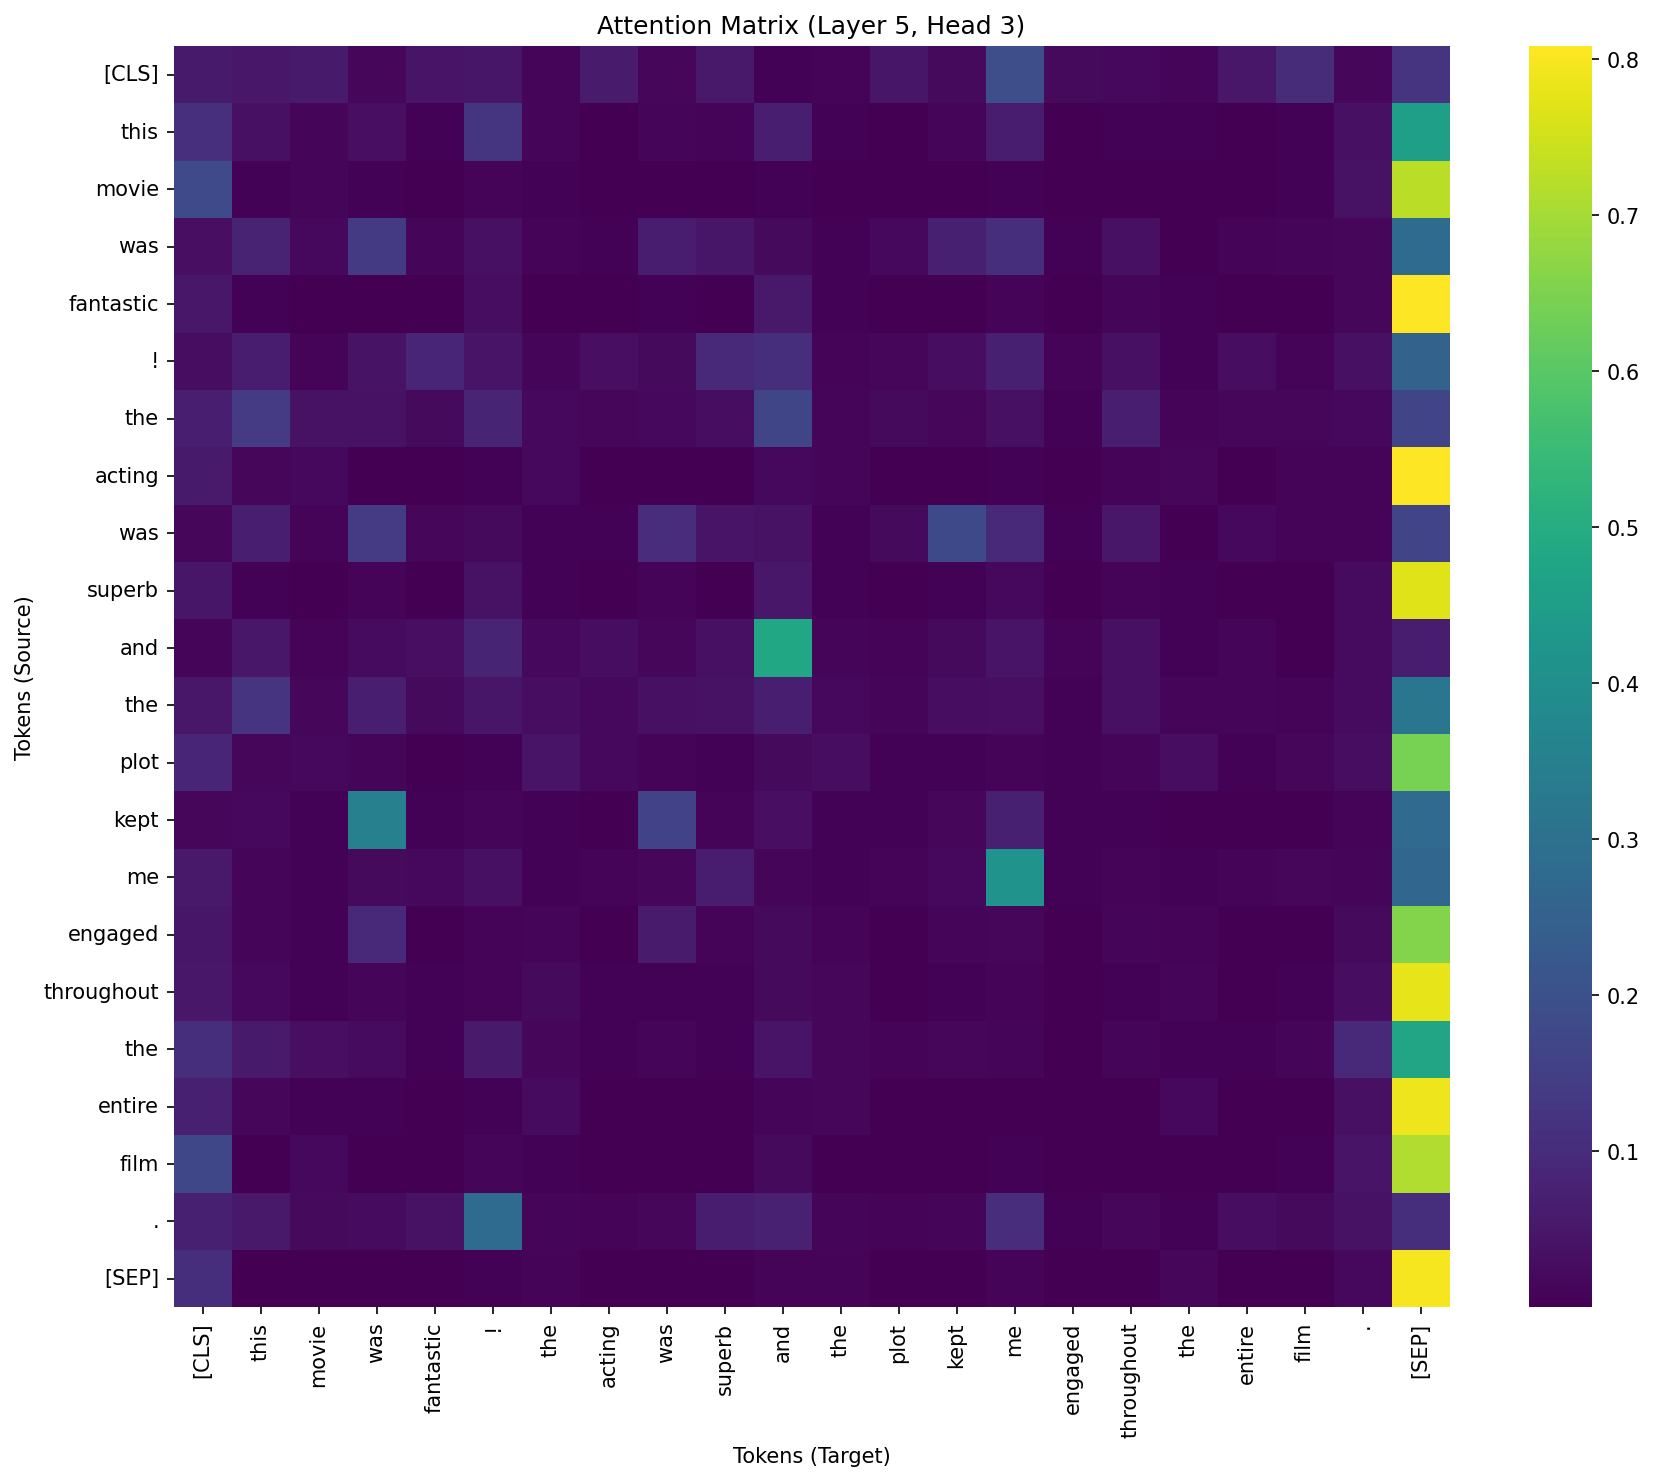 Attention Matrix (Layer 5, Head 3)
[CLS]
this
movie
was
fantastic
!
the
acting
was
superb
and
the
plot
kept
me
engaged
throughout
the
entire
film
.
[SEP]
Tokens (Source)
[CLS]
this
movie
was
fantastic
!
the
acting
was
superb
and
the
plot
kept
me
engaged
throughout
the
entire
film
.
[SEP]
Tokens (Target)
0.8
0.7
0.6
0.5
0.4
0.3
0.2
0.1